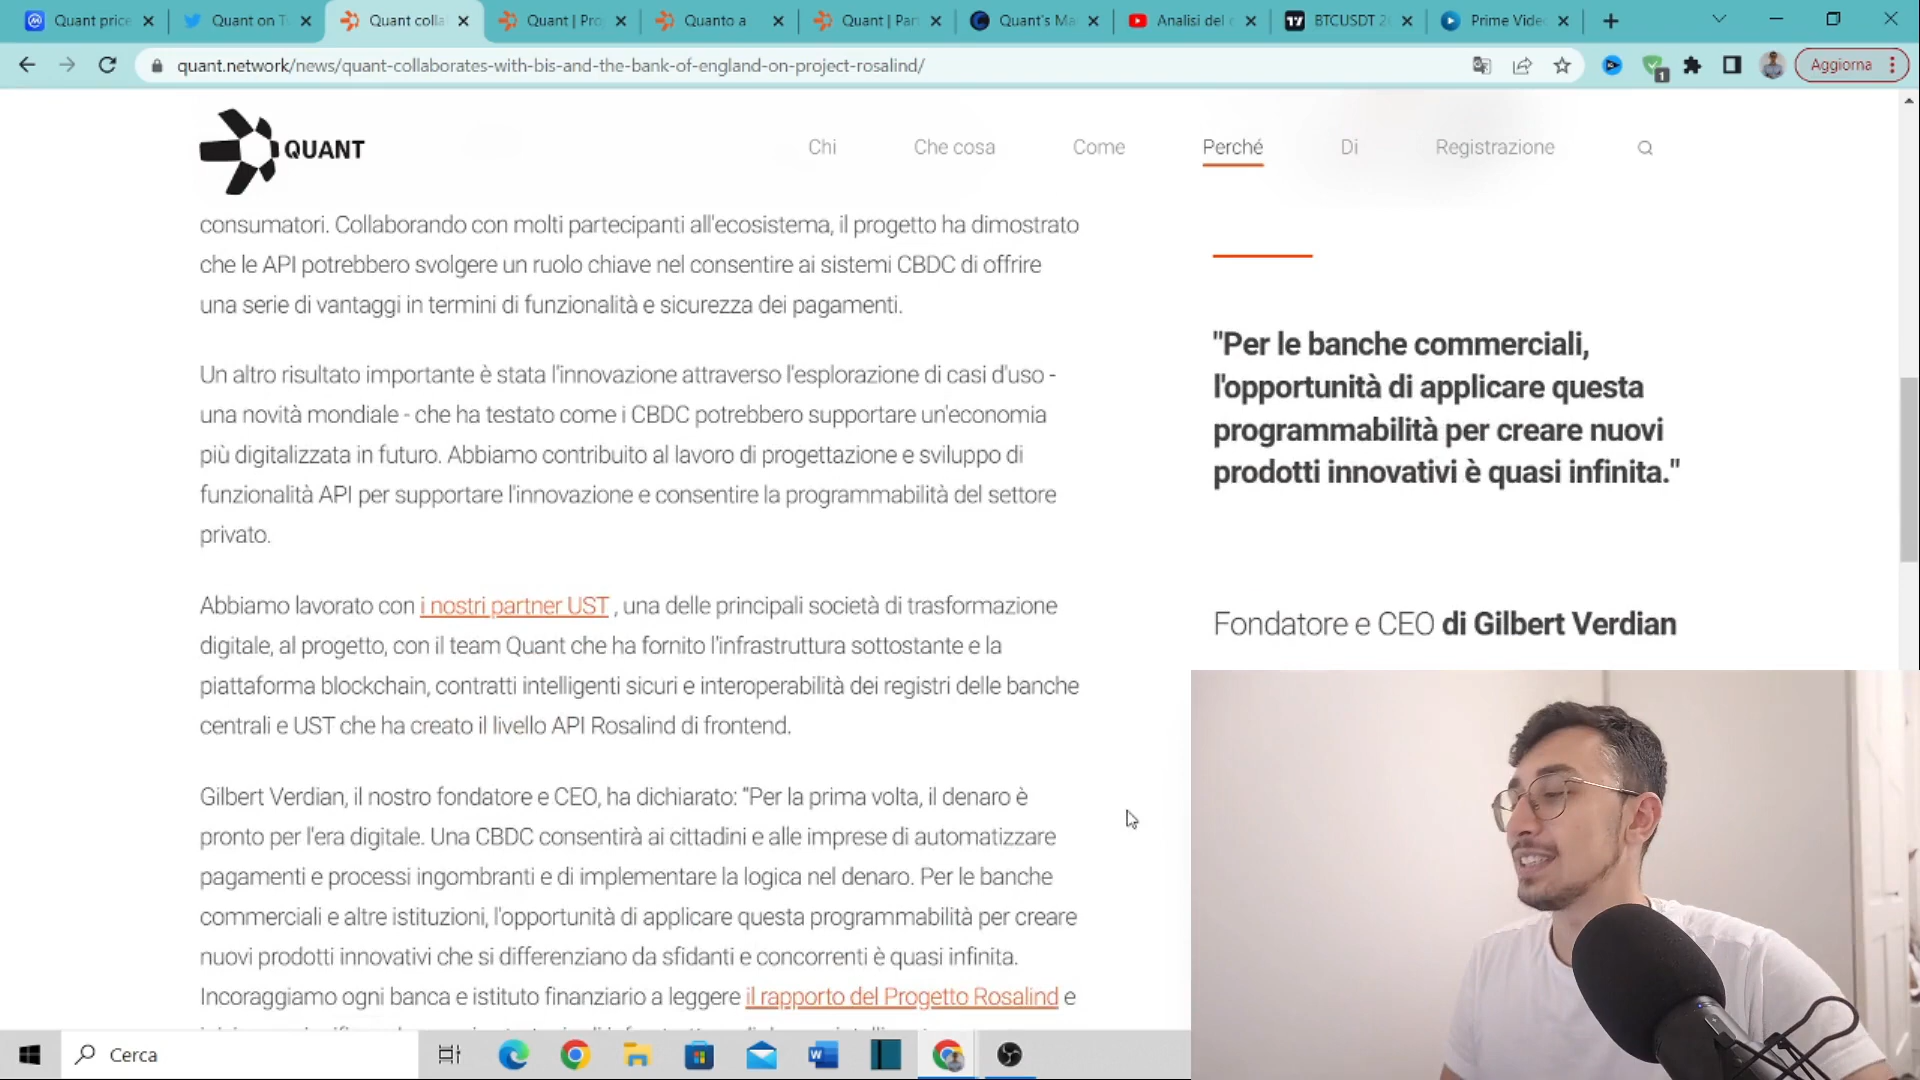 Quant price
Quant on T
Quant colla
Quant | Pro
Quanto a
Quant | Par
Quant's Ma
Analisi del c
BTCUSDT 2
Prime Vide
quant.network/news/quant-collaborates-with-bis-and-the-bank-of-england-on-project-rosalind/
1
Aggiorna
QUANT
Chi
Che cosa
Come
Perché
Di
Registrazione
consumatori. Collaborando con molti partecipanti all'ecosistema, il progetto ha dimostrato
che le API potrebbero svolgere un ruolo chiave nel consentire ai sistemi CBDC di offrire
una serie di vantaggi in termini di funzionalità e sicurezza dei pagamenti.
Un altro risultato importante è stata l'innovazione attraverso l'esplorazione di casi d'uso -
una novità mondiale - che ha testato come i CBDC potrebbero supportare un'economia
più digitalizzata in futuro. Abbiamo contribuito al lavoro di progettazione e sviluppo di
funzionalità API per supportare l'innovazione e consentire la programmabilità del settore
privato.
Abbiamo lavorato con i nostri partner UST , una delle principali società di trasformazione
digitale, al progetto, con il team Quant che ha fornito l'infrastruttura sottostante e la
piattaforma blockchain, contratti intelligenti sicuri e interoperabilità dei registri delle banche
centrali e UST che ha creato il livello API Rosalind di frontend.
Gilbert Verdian, il nostro fondatore e CEO, ha dichiarato: "Per la prima volta, il denaro è
pronto per l'era digitale. Una CBDC consentirà ai cittadini e alle imprese di automatizzare
pagamenti e processi ingombranti e di implementare la logica nel denaro. Per le banche
commerciali e altre istituzioni, l'opportunità di applicare questa programmabilità per creare
nuovi prodotti innovativi che si differenziano da sfidanti e concorrenti è quasi infinita.
Incoraggiamo ogni banca e istituto finanziario a leggere il rapporto del Progetto Rosalind e
"Per le banche commerciali,
l'opportunità di applicare questa
programmabilità per creare nuovi
prodotti innovativi è quasi infinita."
Fondatore e CEO di Gilbert Verdian
Cerca